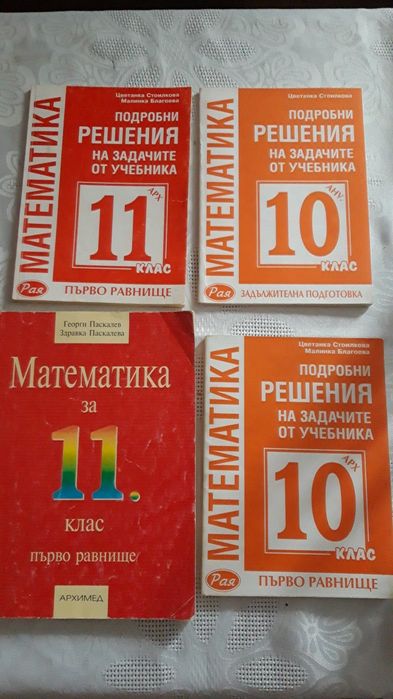 Цветанка Стоилкова
Малинка Благоева
МАТЕМАТИКА
ПОДРОБНИ
РЕШЕНИЯ
НА ЗАДАЧИТЕ
ОТ УЧЕБНИКА
АРХ
11
КЛАС
Рая
ПЪРВО РАВНИЩЕ
Цветанка Стоилкова
МАТЕМАТИКА
ПОДРОБНИ
РЕШЕНИЯ
НА ЗАДАЧИТЕ
ОТ УЧЕБНИКА
АНУ.
10
КЛАС
Рая
ЗАДЪЛЖИТЕЛНА ПОДГОТОВКА
Георги Паскалев
Здравка Паскалева
Математика
за
11.
клас
първо равнище
АРХИМЕД
Цветанка Стоилкова
Малинка Благоева
МАТЕМАТИКА
ПОДРОБНИ
РЕШЕНИЯ
НА ЗАДАЧИТЕ
ОТ УЧЕБНИКА
АРХ
10
КЛАС
Рая
ПЪРВО РАВНИЩЕ